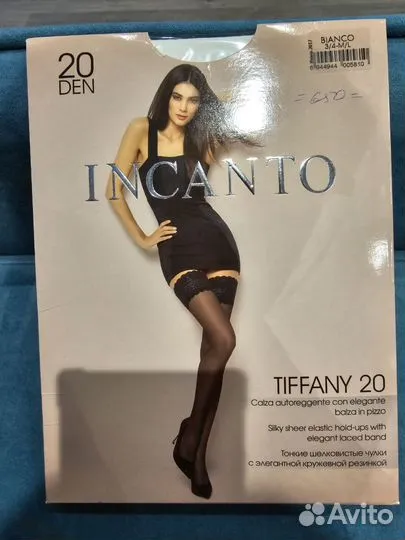 BIANCO
3/4-M/L
005810
20
DEN
= 650 =
INCANTO
TIFFANY 20
Calza autoreggente con elegante
balza in pizzo
Silky sheer elastic hold-ups with
elegant laced band
Тонкие шелковистые чулки
с элегантной кружевной резинкой
Avito